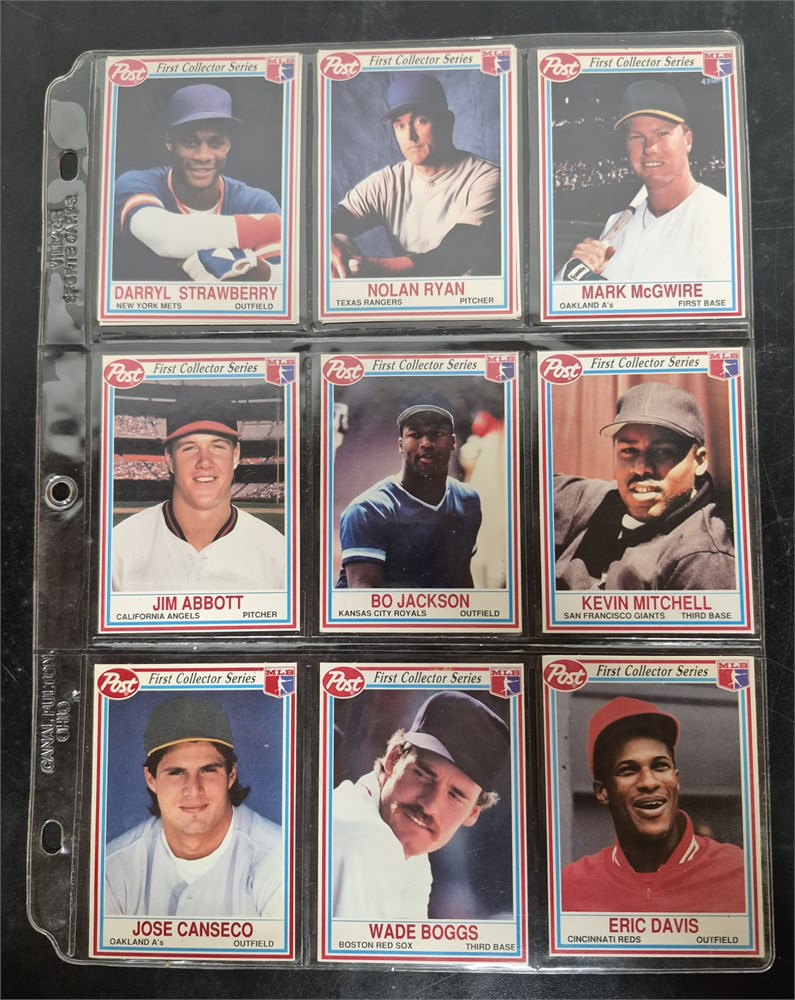 Post First Collector Series MLB
DARRYL STRAWBERRY
NEW YORK METS OUTFIELD
Post First Collector Series MLB
NOLAN RYAN
TEXAS RANGERS PITCHER
Post First Collector Series MLB
MARK McGWIRE
OAKLAND A's FIRST BASE
VILLAGE
SPORTS CARDS
Post First Collector Series MLB
JIM ABBOTT
CALIFORNIA ANGELS PITCHER
Post First Collector Series MLB
BO JACKSON
KANSAS CITY ROYALS OUTFIELD
Post First Collector Series MLB
KEVIN MITCHELL
SAN FRANCISCO GIANTS THIRD BASE
CANAL FULTON,
OHIO
Post First Collector Series MLB
JOSE CANSECO
OAKLAND A's OUTFIELD
Post First Collector Series MLB
WADE BOGGS
BOSTON RED SOX THIRD BASE
Post First Collector Series MLB
ERIC DAVIS
CINCINNATI REDS OUTFIELD